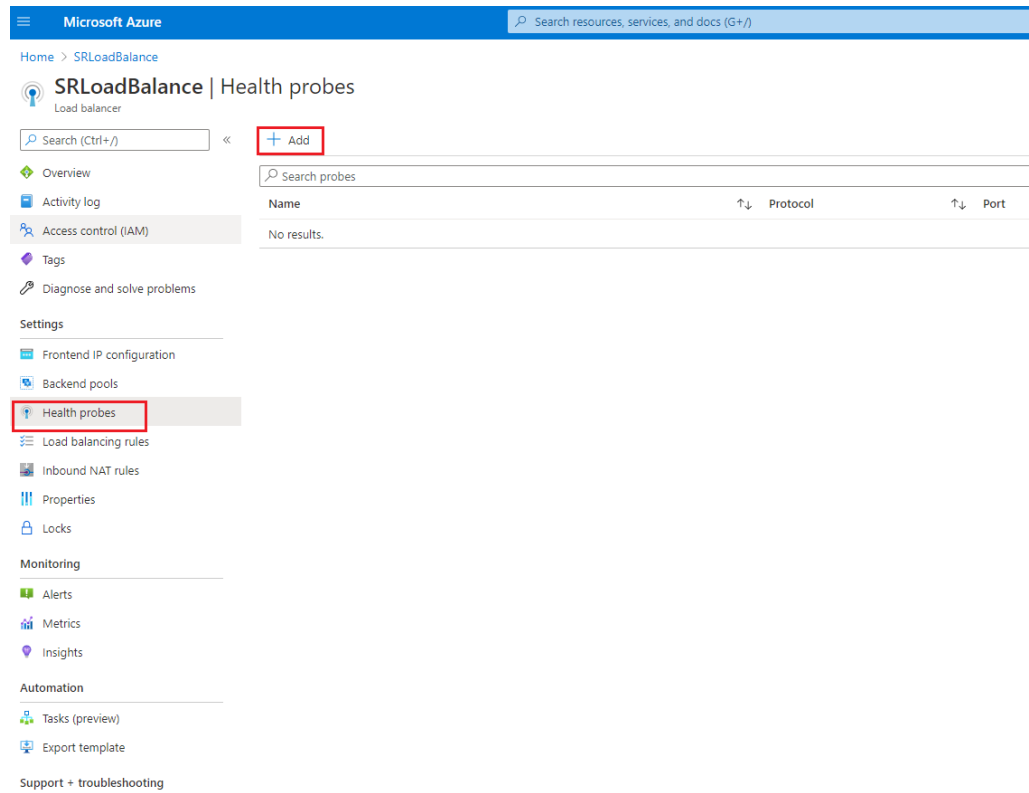 Microsoft Azure
Search resources, services, and docs (G+/)
Home > SRLoadBalance
SRLoadBalance | Health probes
Load balancer
Search (Ctrl+/)
«
+ Add
Overview
Activity log
Access control (IAM)
Tags
Diagnose and solve problems
Settings
Frontend IP configuration
Backend pools
Health probes
Load balancing rules
Inbound NAT rules
Properties
Locks
Monitoring
Alerts
Metrics
Insights
Automation
Tasks (preview)
Export template
Support + troubleshooting
Search probes
Name ↑↓ Protocol ↑↓ Port
No results.